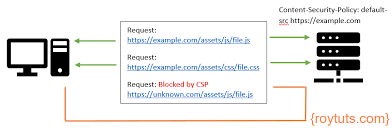 Content-Security-Policy: default-
src https://example.com
Request:
https://example.com/assets/js/file.js
Request:
https://example.com/assets/css/file.css
Request: Blocked by CSP
https://unknown.com/assets/js/file.js
{roytuts.com}